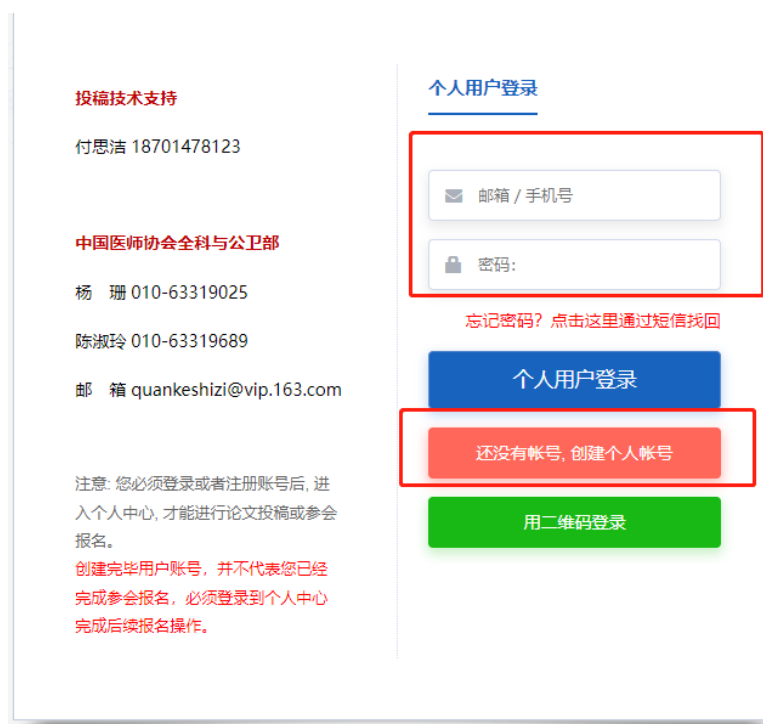 投稿技术支持
付思洁 18701478123
中国医师协会全科与公卫部
杨 珊 010-63319025
陈淑玲 010-63319689
邮 箱 quankeshizi@vip.163.com
注意: 您必须登录或者注册账号后, 进
入个人中心, 才能进行论文投稿或参会
报名。
创建完毕用户账号，并不代表您已经
完成参会报名，必须登录到个人中心
完成后续报名操作。
个人用户登录
邮箱 / 手机号
密码:
忘记密码？点击这里通过短信找回
个人用户登录
还没有帐号, 创建个人帐号
用二维码登录